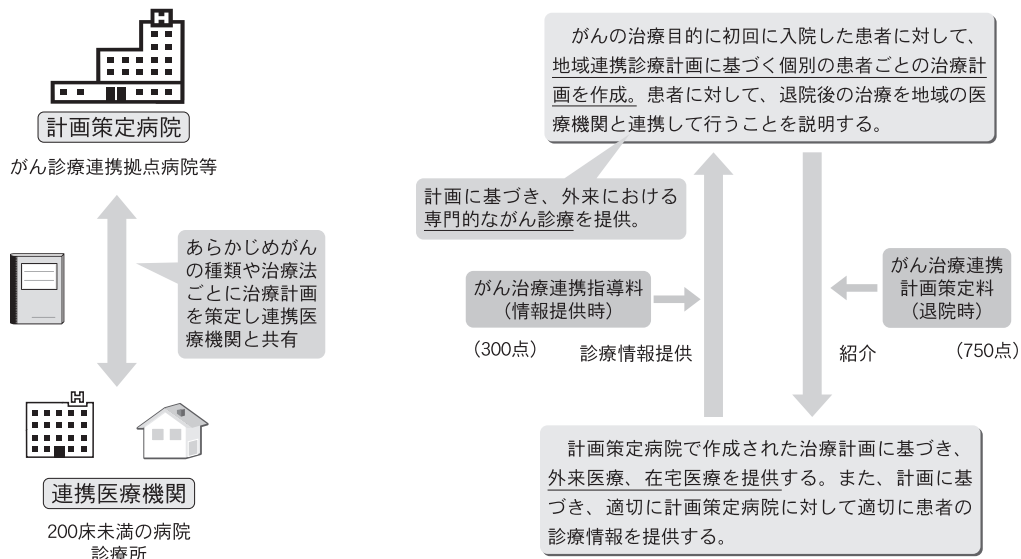 H
計画策定病院
がん診療連携拠点病院等
あらかじめがん
の種類や治療法
ごとに治療計画
を策定し連携医
療機関と共有
H
連携医療機関
200床未満の病院
診療所
がんの治療目的に初回に入院した患者に対して、
地域連携診療計画に基づく個別の患者ごとの治療計
画を作成。患者に対して、退院後の治療を地域の医
療機関と連携して行うことを説明する。
計画に基づき、外来における
専門的ながん診療を提供。
がん治療連携指導料
（情報提供時）
（300点）
診療情報提供
がん治療連携
計画策定料
（退院時）
紹介
（750点）
計画策定病院で作成された治療計画に基づき、
外来医療、在宅医療を提供する。また、計画に基
づき、適切に計画策定病院に対して適切に患者の
診療情報を提供する。